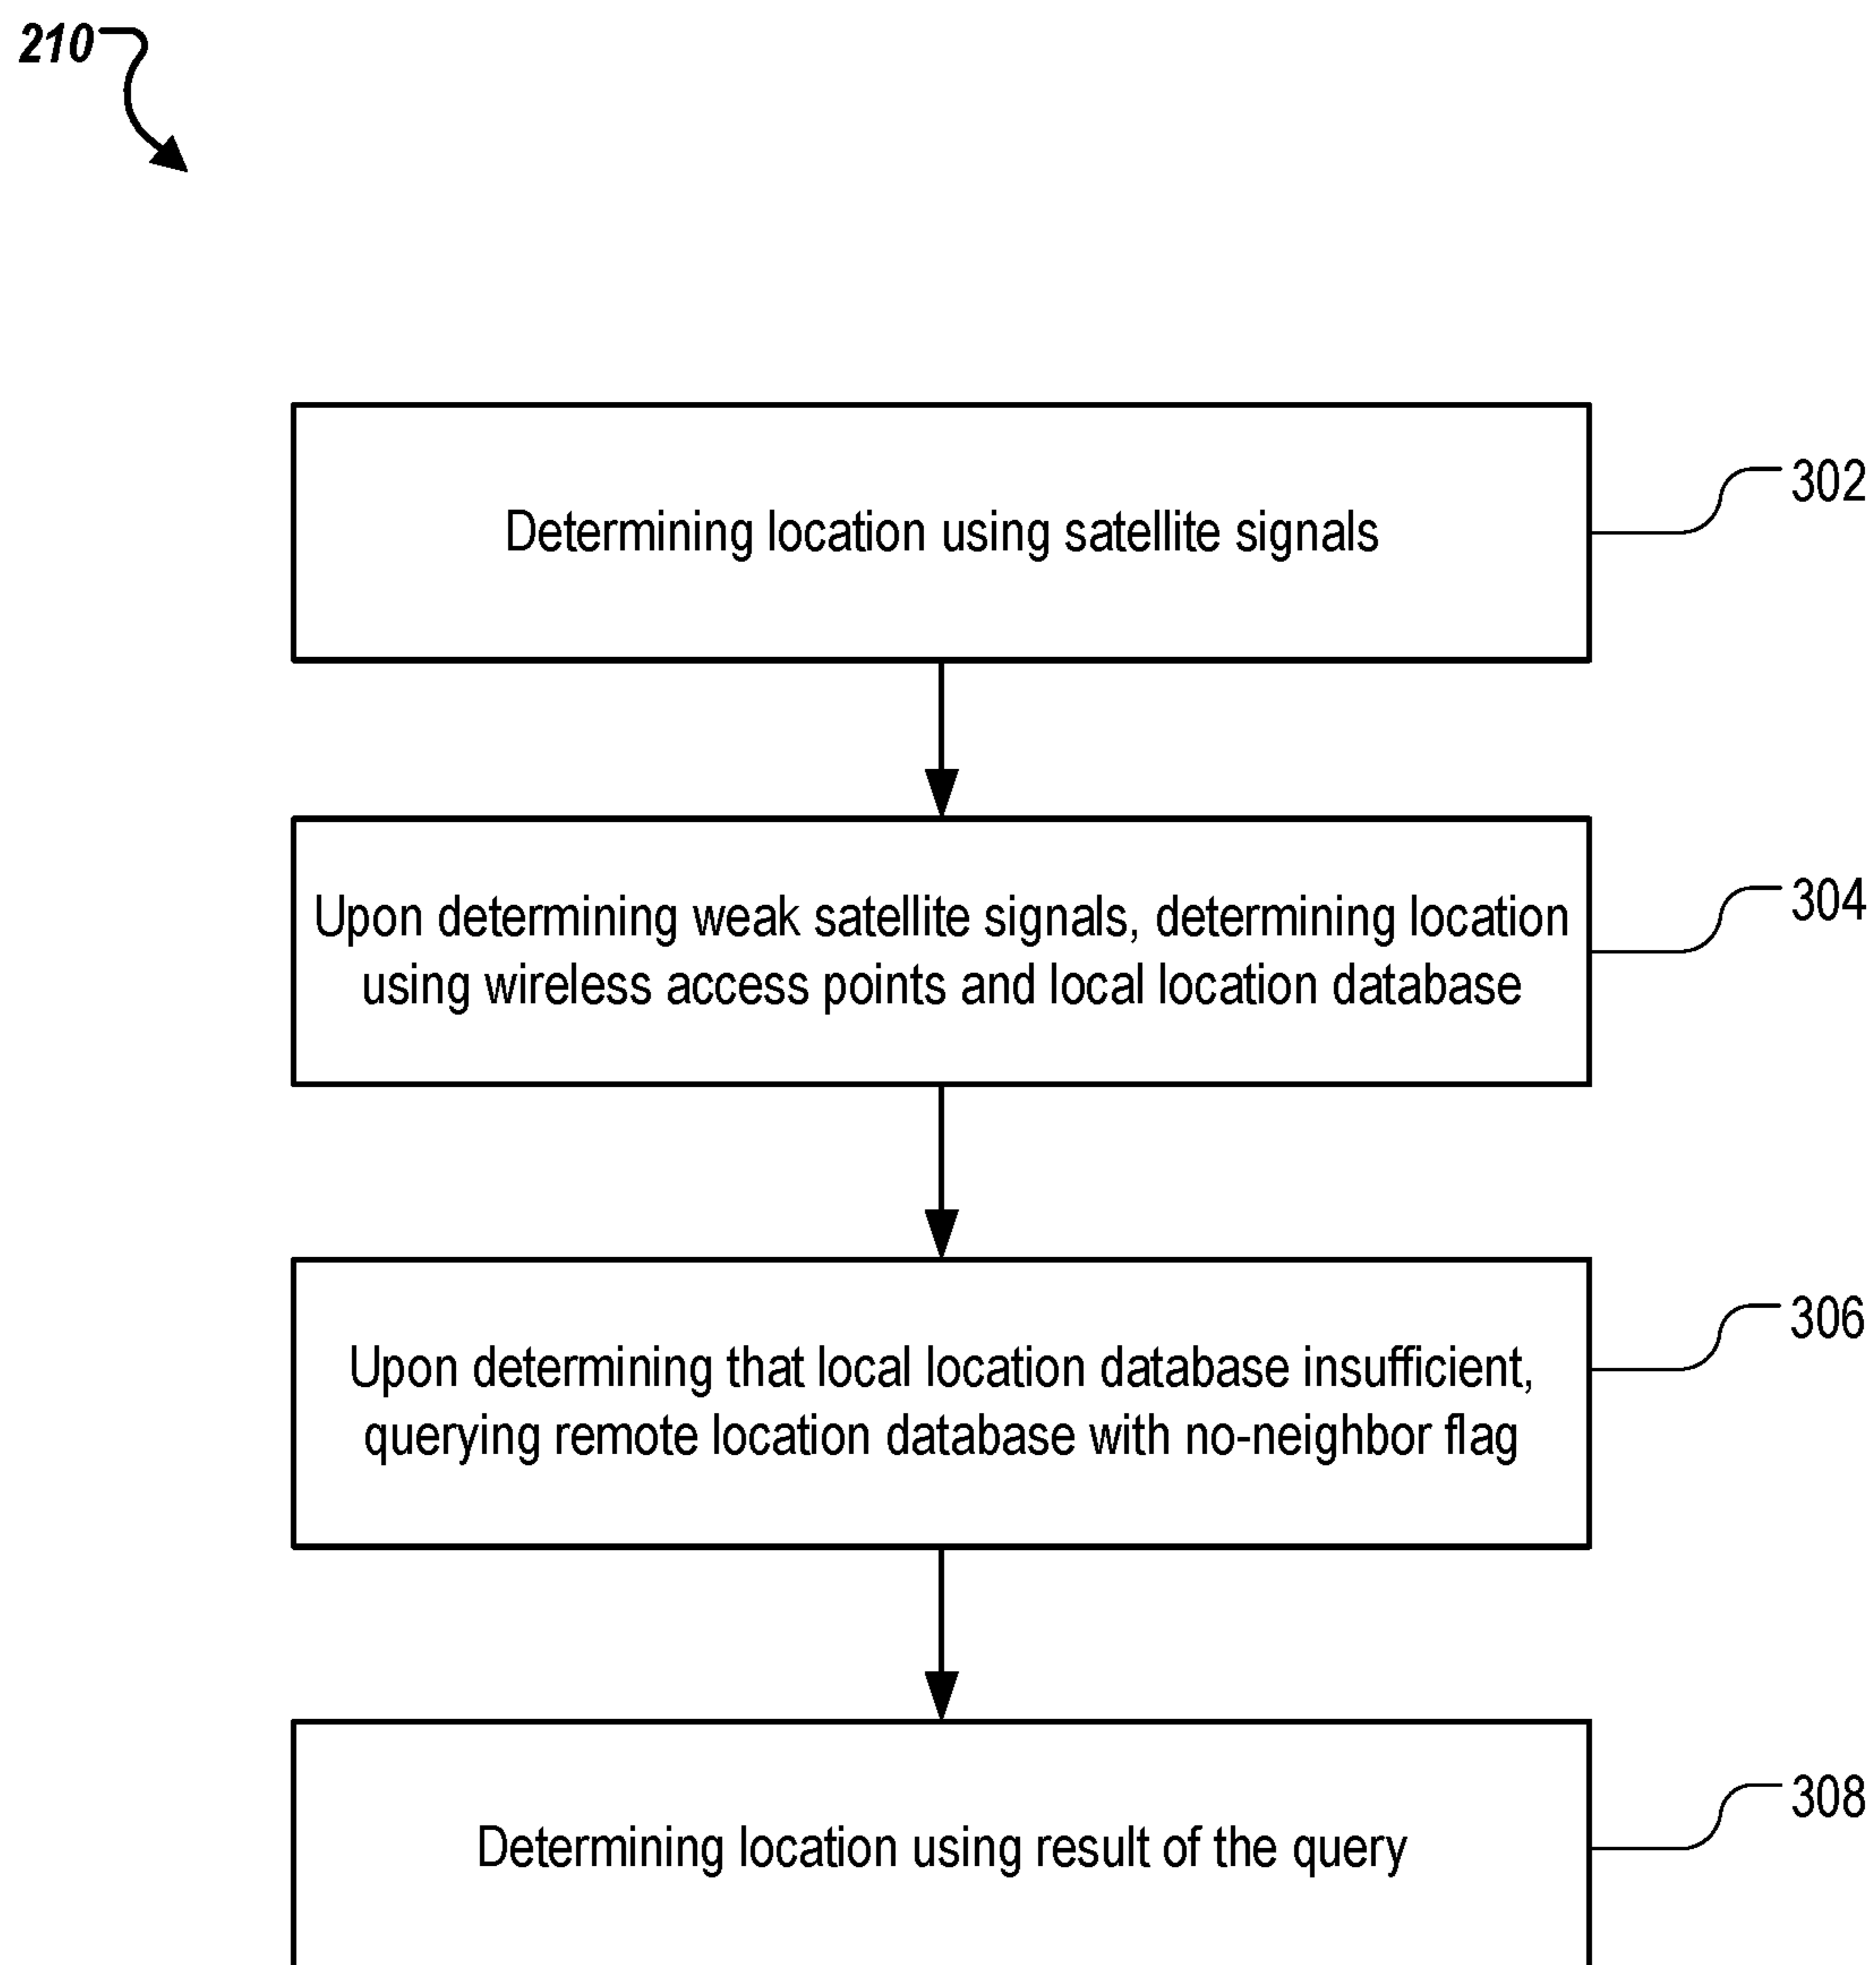 210
Determining location using satellite signals
302
Upon determining weak satellite signals, determining location
using wireless access points and local location database
304
Upon determining that local location database insufficient,
querying remote location database with no-neighbor flag
306
Determining location using result of the query
308